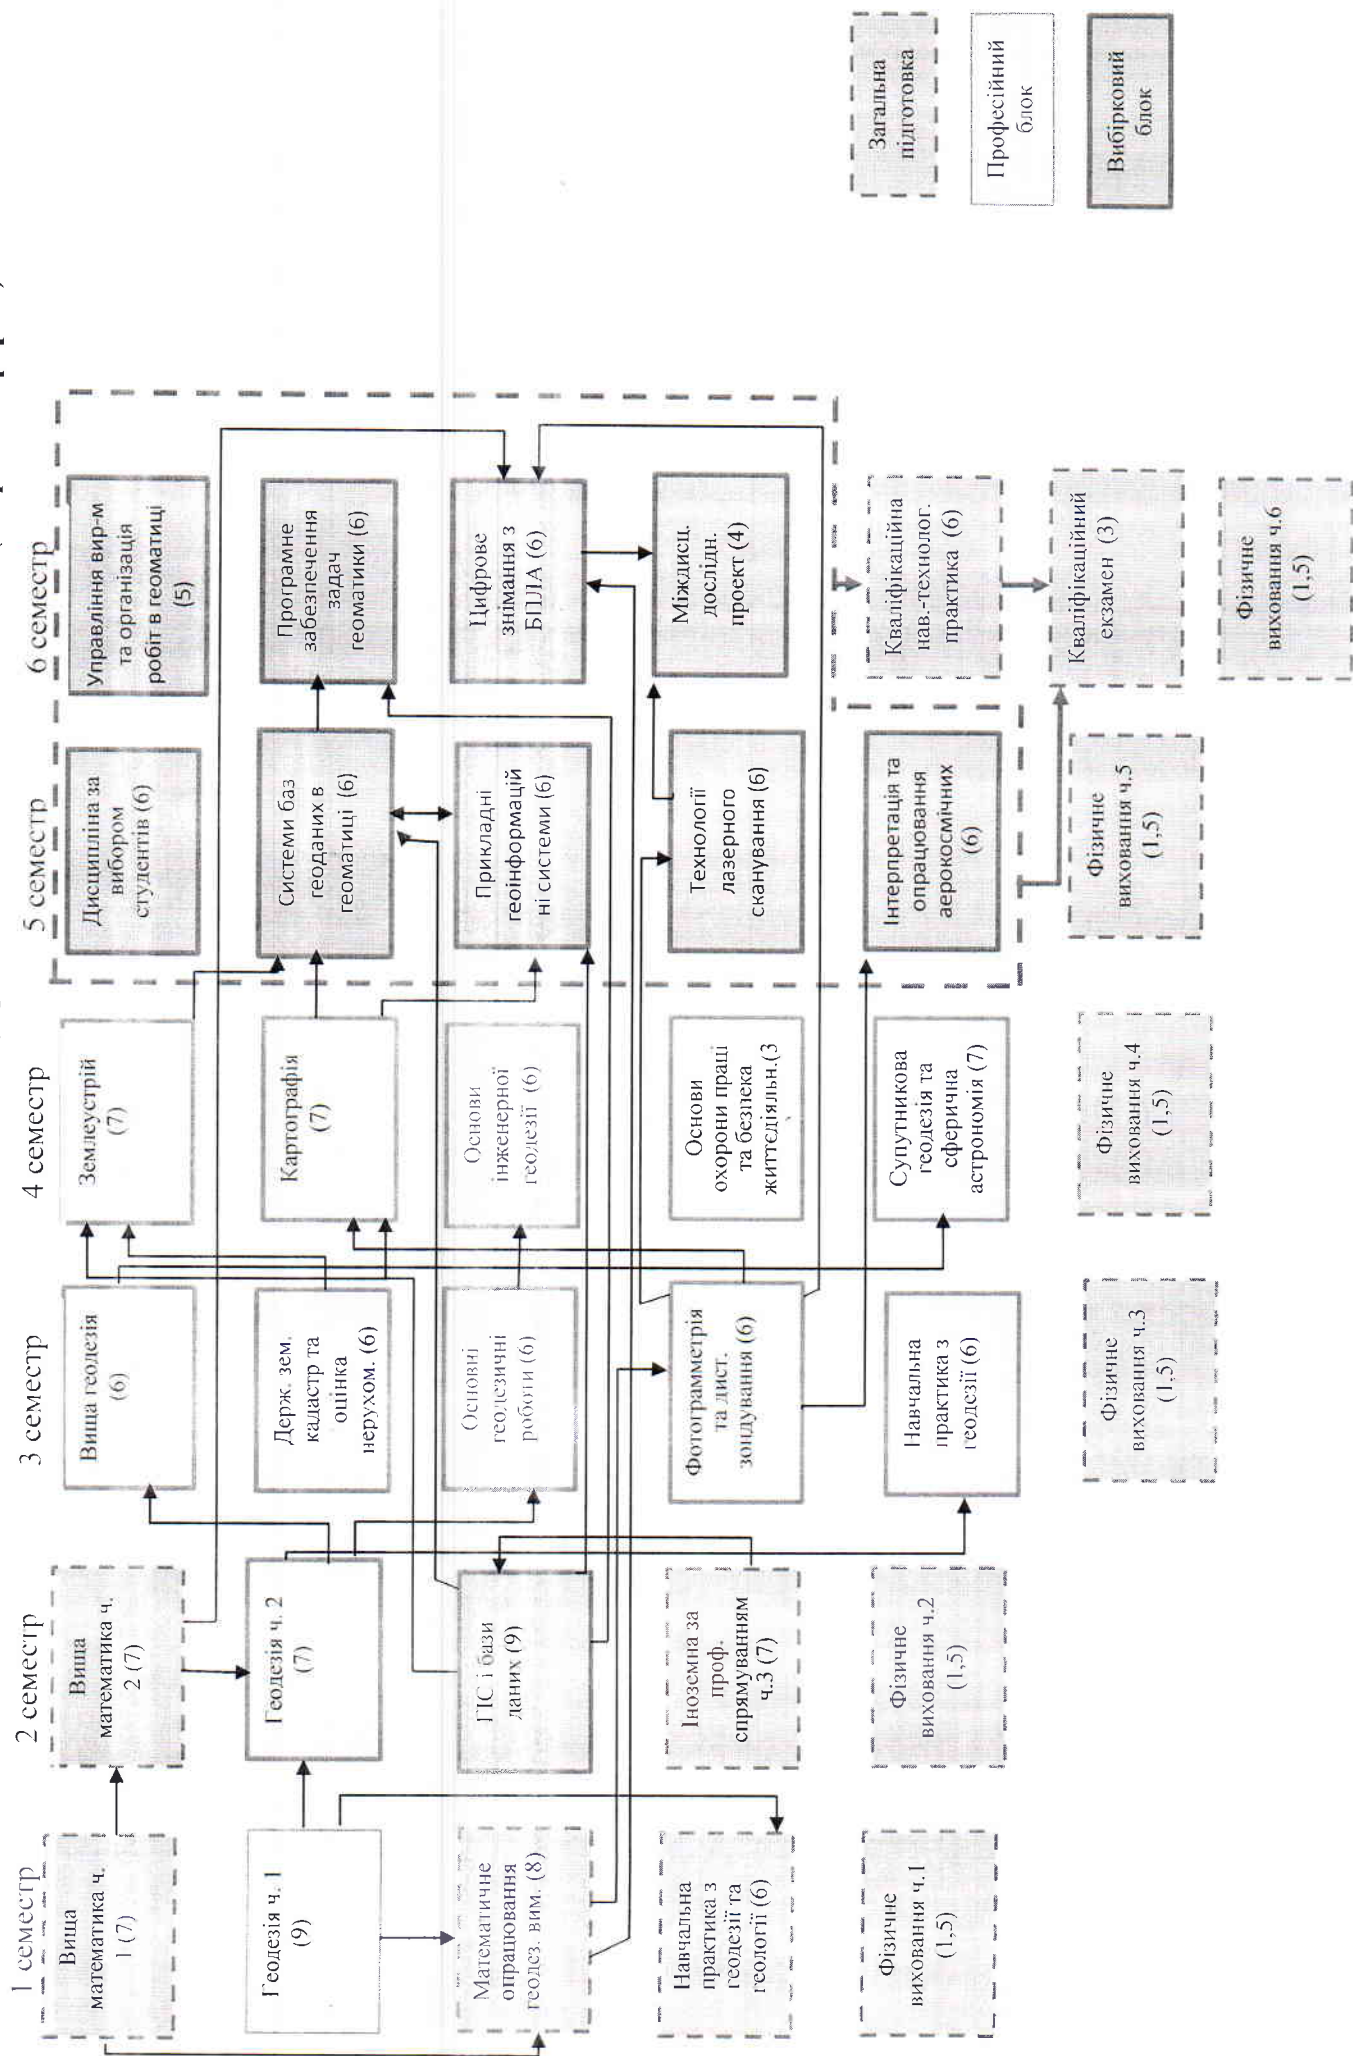 1 семестр
Вища
математика ч.
1 (7)
Геодезія ч. 1
(9)
Математичне
опрацювання
геодез. вим. (8)
Навчальна
практика з
геодезії та
геології (6)
Фізичне
виховання ч.1
(1,5)
2 семестр
Вища
математика ч.
2 (7)
Геодезія ч. 2
(7)
ГІС і бази
даних (9)
Іноземна за
проф.
спрямуванням
ч.3 (7)
Фізичне
виховання ч.2
(1,5)
3 семестр
Вища геодезія
(6)
Держ. зем.
кадастр та
оцінка
нерухом. (6)
Основні
геодезичні
роботи (6)
Фотограмметрія
та дист.
зондування (6)
Навчальна
практика з
геодезії (6)
Фізичне
виховання ч.3
(1,5)
4 семестр
Землеустрій
(7)
Картографія
(7)
Основи
інженерної
геодезії (6)
Основи
охорони праці
та безпека
життєдіяльн.(3
Супутникова
геодезія та
сферична
астрономія (7)
Фізичне
виховання ч.4
(1,5)
5 семестр
Дисципліна за
вибором
студентів (6)
Системи баз
геоданих в
геоматиці (6)
Прикладні
геоінформацій
ні системи (6)
Технології
лазерного
сканування (6)
Інтерпретація та
опрацювання
аерокосмічних
(6)
Фізичне
виховання ч.5
(1,5)
6 семестр
Управління вир-м
та організація
робіт в геоматиці
(5)
Програмне
забезпечення
задач
геоматики (6)
Цифрове
знімання з
БПЛА (6)
Міждисц.
дослідн.
проект (4)
Кваліфікаційна
нав.-технолог.
практика (6)
Кваліфікаційний
екзамен (3)
Фізичне
виховання ч.6
(1,5)
Загальна
підготовка
Професійний
блок
Вибірковий
блок